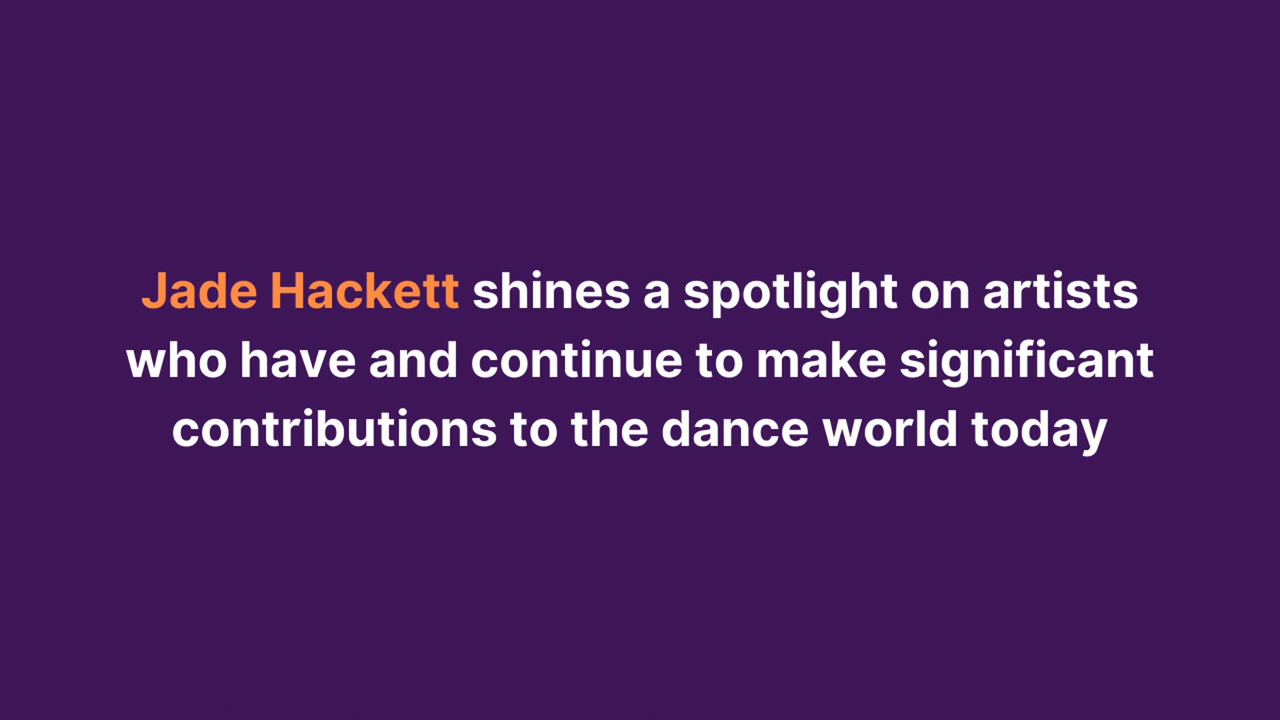 Jade Hackett shines a spotlight on artists
who have and continue to make significant
contributions to the dance world today